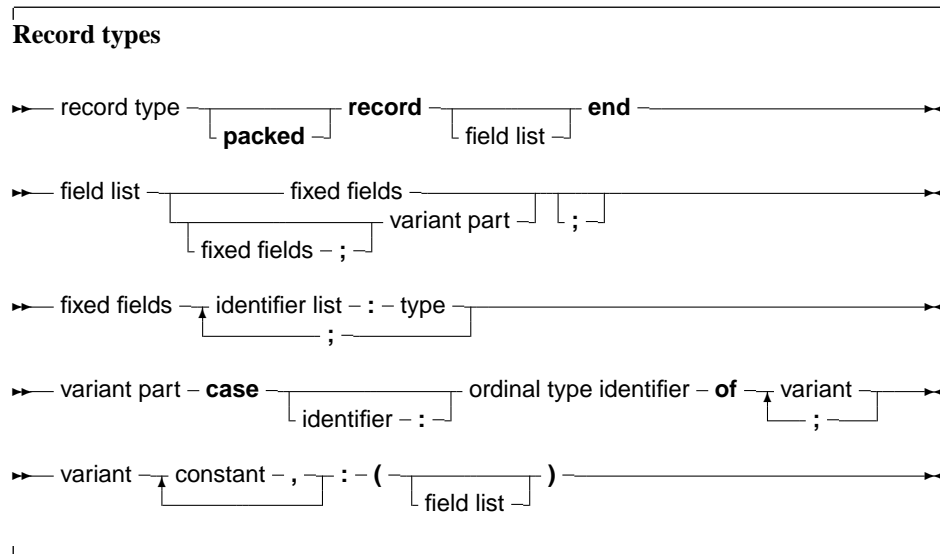 Record types
record type record end
packed field list
field list fixed fields
variant part ;
fixed fields ;
fixed fields identifier list : type
;
variant part case ordinal type identifier of variant
identifier : ;
variant constant , : ( )
field list